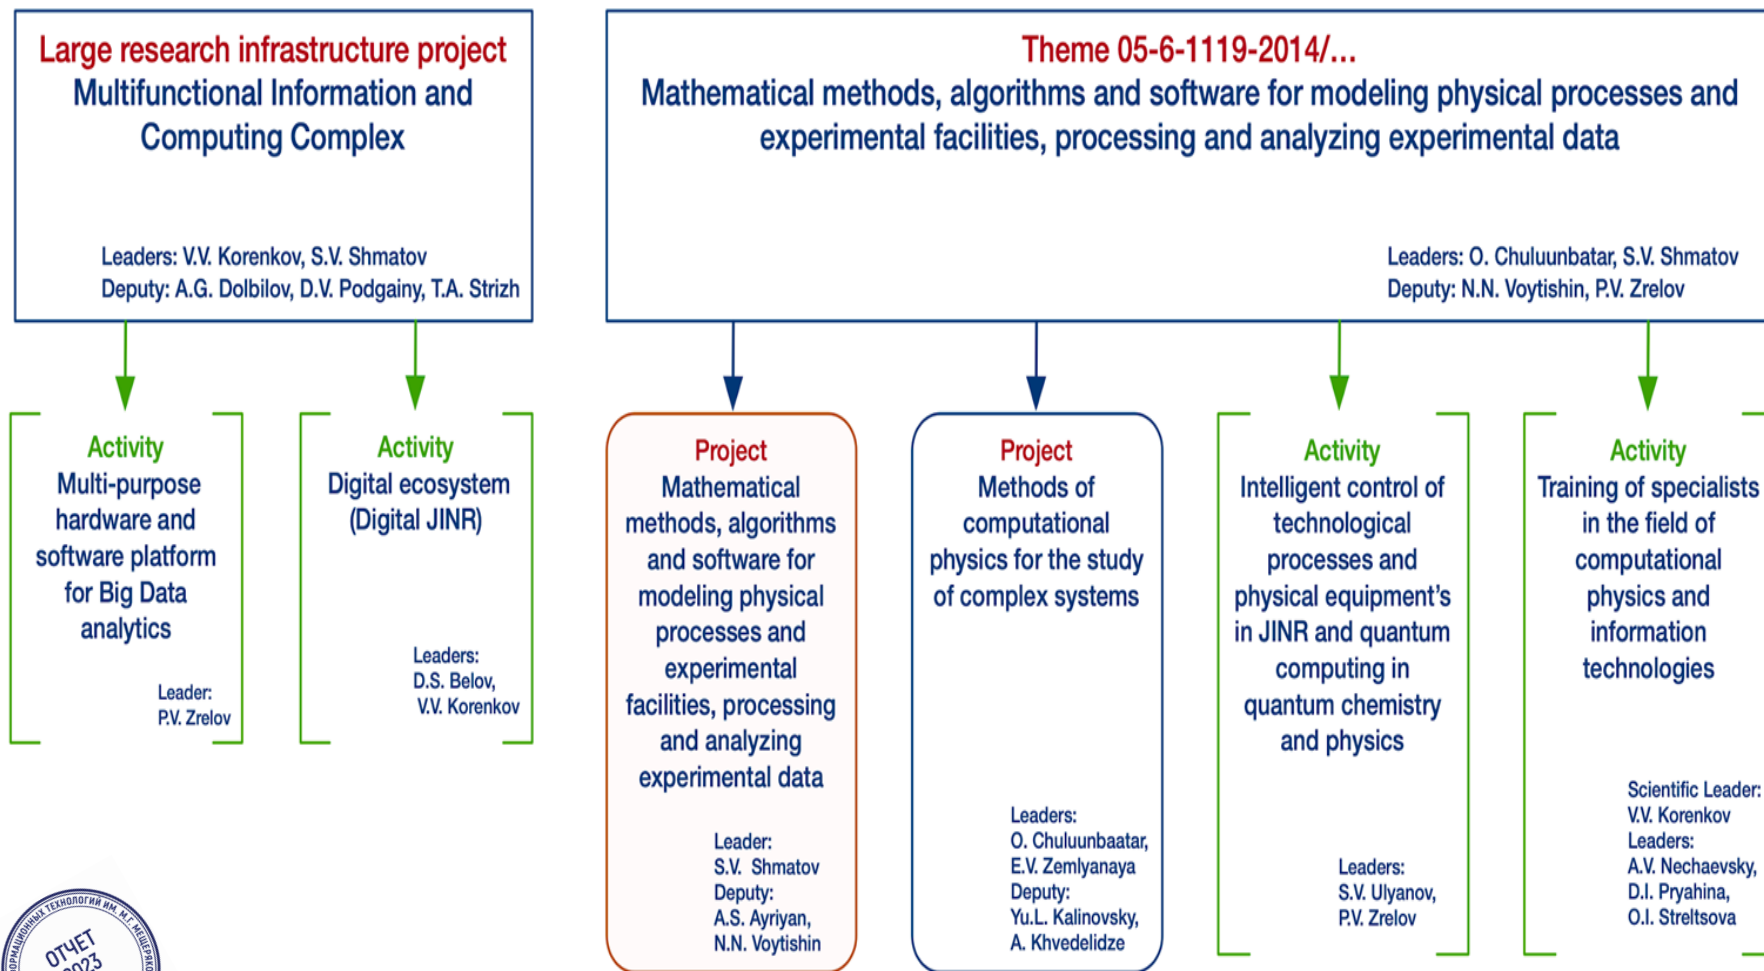 Large research infrastructure project
Multifunctional Information and
Computing Complex
Leaders: V.V. Korenkov, S.V. Shmatov
Deputy: A.G. Dolbilov, D.V. Podgainy, T.A. Strizh
Theme 05-6-1119-2014/...
Mathematical methods, algorithms and software for modeling physical processes and
experimental facilities, processing and analyzing experimental data
Leaders: O. Chuluunbatar, S.V. Shmatov
Deputy: N.N. Voytishin, P.V. Zrelov
Activity
Multi-purpose
hardware and
software platform
for Big Data
analytics
Leader:
P.V. Zrelov
Activity
Digital ecosystem
(Digital JINR)
Leaders:
D.S. Belov,
V.V. Korenkov
Project
Mathematical
methods, algorithms
and software for
modeling physical
processes and
experimental
facilities, processing
and analyzing
experimental data
Leader:
S.V. Shmatov
Deputy:
A.S. Ayriyan,
N.N. Voytishin
Project
Methods of
computational
physics for the study
of complex systems
Leaders:
O. Chuluunbaatar,
E.V. Zemlyanaya
Deputy:
Yu.L. Kalinovsky,
A. Khvedelidze
Activity
Intelligent control of
technological
processes and
physical equipment's
in JINR and quantum
computing in
quantum chemistry
and physics
Leaders:
S.V. Ulyanov,
P.V. Zrelov
Activity
Training of specialists
in the field of
computational
physics and
information
technologies
Scientific Leader:
V.V. Korenkov
Leaders:
A.V. Nechaevsky,
D.I. Pryahina,
O.I. Streltsova
ТЕХНОЛОГИЙ ИМ. М.Г.
ОТЧЕТ
2023